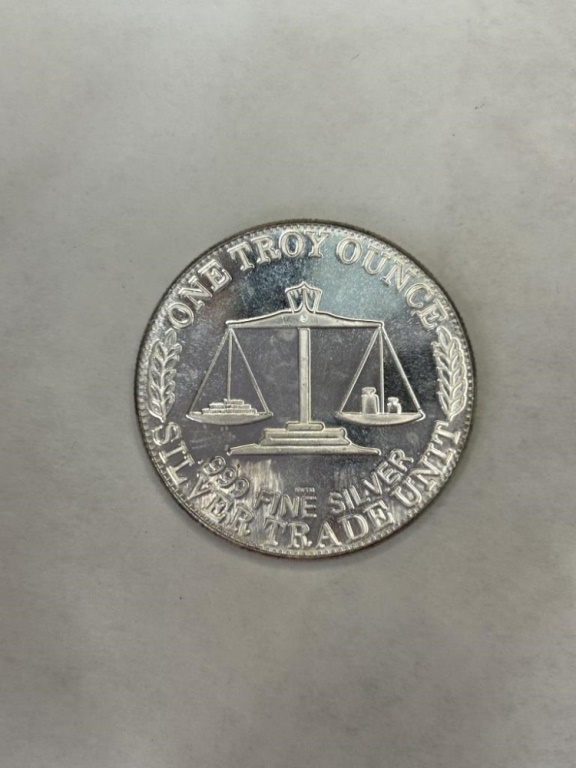 ONE TROY OUNCE
W
.999 FINE SILVER
SILVER TRADE UNIT